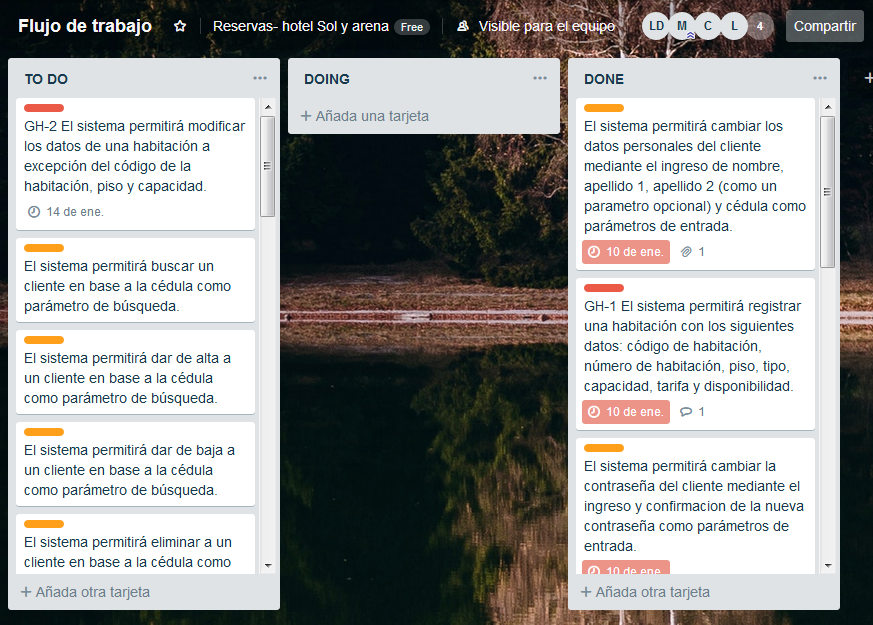 Flujo de trabajo
Reservas- hotel Sol y arena
Free
Visible para el equipo
LD
M
C
L
4
Compartir
TO DO
GH-2 El sistema permitirá modificar
los datos de una habitación a
excepción del código de la
habitación, piso y capacidad.
14 de ene.
El sistema permitirá buscar un
cliente en base a la cédula como
parámetro de búsqueda.
El sistema permitirá dar de alta a
un cliente en base a la cédula
como parámetro de búsqueda.
El sistema permitirá dar de baja a
un cliente en base a la cédula
como parámetro de búsqueda.
El sistema permitirá eliminar a un
cliente en base a la cédula como
+ Añada otra tarjeta
DOING
+ Añada una tarjeta
DONE
El sistema permitirá cambiar los
datos personales del cliente
mediante el ingreso de nombre,
apellido 1, apellido 2 (como un
parametro opcional) y cédula como
parámetros de entrada.
10 de ene.
1
GH-1 El sistema permitirá registrar
una habitación con los siguientes
datos: código de habitación,
número de habitación, piso, tipo,
capacidad, tarifa y disponibilidad.
10 de ene.
1
El sistema permitirá cambiar la
contraseña del cliente mediante el
ingreso y confirmacion de la nueva
contraseña como parámetros de
entrada.
10 de ene.
+ Añada otra tarjeta